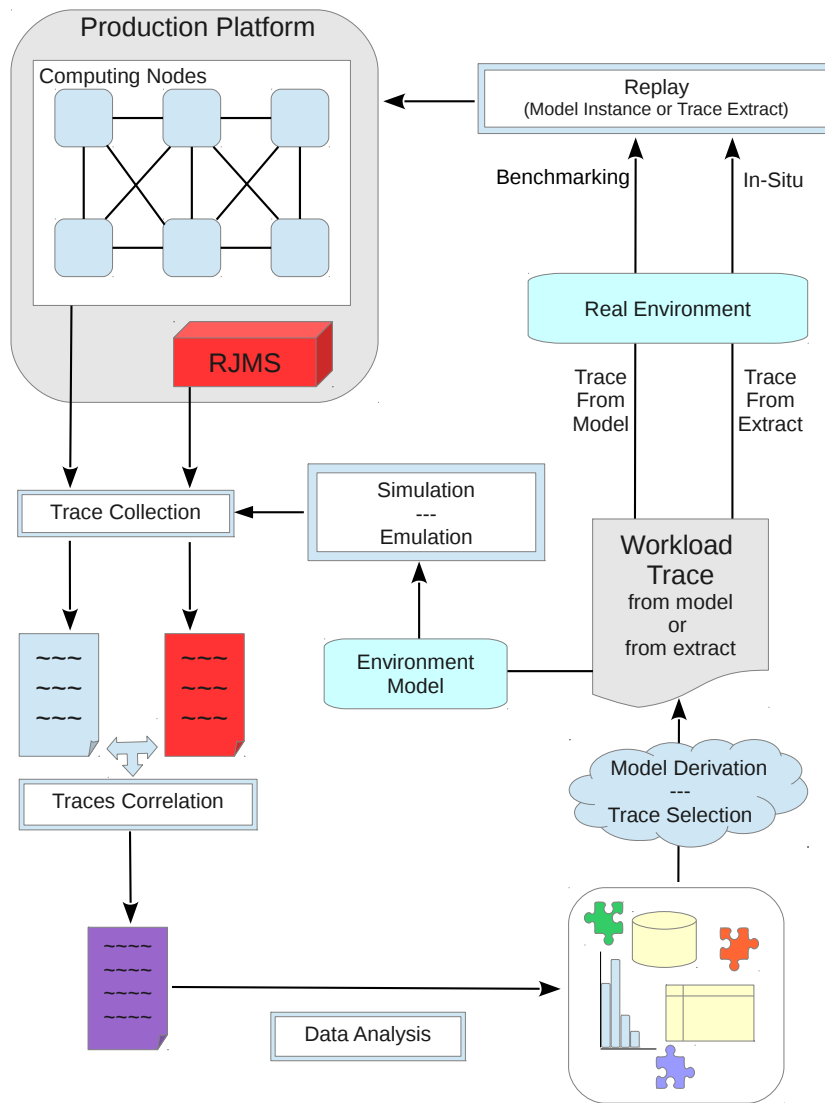 Production Platform
Computing Nodes
RJMS
Replay
(Model Instance or Trace Extract)
Benchmarking
In-Situ
Real Environment
Trace
From
Model
Trace
From
Extract
Trace Collection
Simulation
---
Emulation
Workload
Trace
from model
or
from extract
Environment
Model
~~~
~~~
~~~
~~~
~~~
~~~
Traces Correlation
Model Derivation
---
Trace Selection
~~~~
~~~~
~~~~
~~~~
Data Analysis